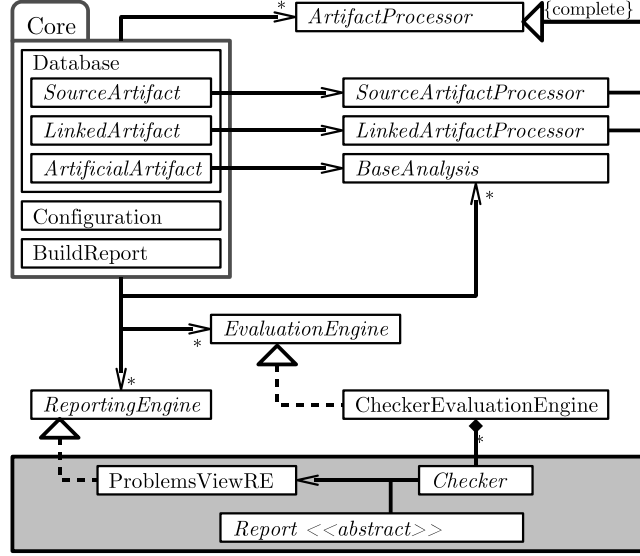 Core
*
ArtifactProcessor
{complete}
Database
SourceArtifact
SourceArtifactProcessor
LinkedArtifact
LinkedArtifactProcessor
ArtificialArtifact
BaseAnalysis
*
Configuration
BuildReport
EvaluationEngine
*
*
ReportingEngine
CheckerEvaluationEngine
*
ProblemsViewRE
Checker
Report <<abstract>>